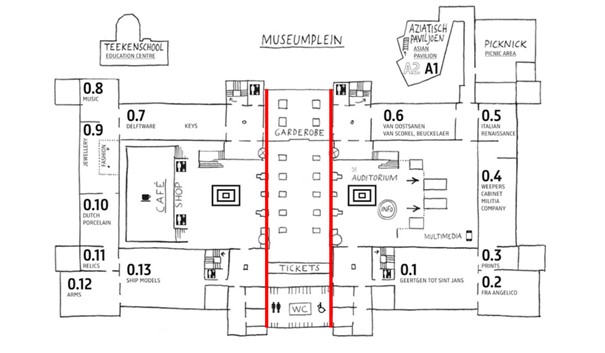 TEEKENSCHOOL
EDUCATION CENTRE
MUSEUMPLEIN
AZIATISCH
PAVILJOEN
ASIAN
PAVILION
A2 A1
PICKNICK
PICNIC AREA
0.8
MUSIC
0.7
DELFTWARE KEYS
GARDEROBE
0.6
VAN OOSTSANEN
VAN SCOREL, BEUCKELAER
0.5
ITALIAN
RENAISSANCE
0.9
JEWELLERY
FASHION
CAFÉ
SHOP
AUDITORIUM
INFO
MULTIMEDIA
0.4
WEEPERS
CABINET
MILITIA
COMPANY
0.10
DUTCH
PORCELAIN
0.11
RELICS
0.12
ARMS
0.13
SHIP MODELS
TICKETS
WC
0.1
GEERTGEN TOT SINT JANS
0.3
PRINTS
0.2
FRA ANGELICO